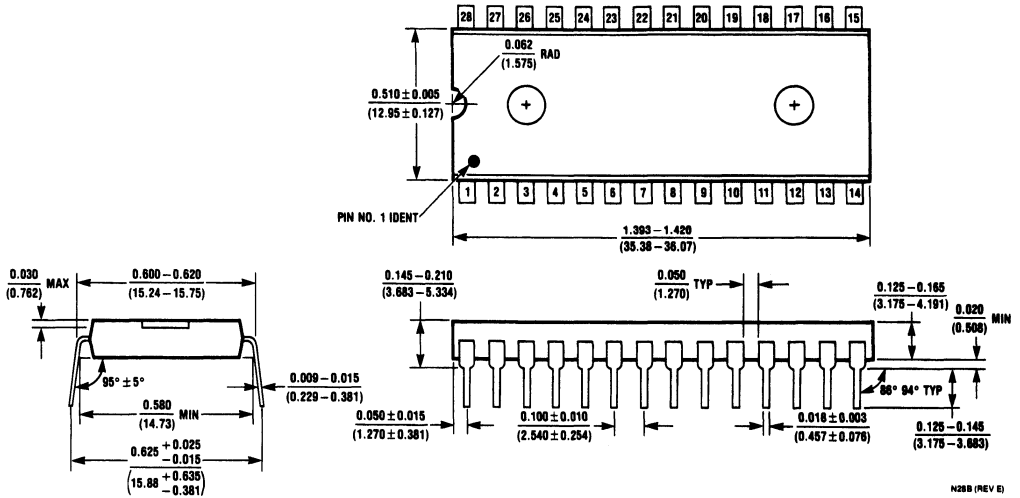 28 27 26 25 24 23 22 21 20 19 18 17 16 15
0.062
(1.575)
RAD
0.510 ± 0.005
(12.95 ± 0.127)
1 2 3 4 5 6 7 8 9 10 11 12 13 14
PIN NO. 1 IDENT
1.393 – 1.420
(35.38 – 36.07)
0.030
(0.762)
MAX
0.600 – 0.620
(15.24 – 15.75)
95° ± 5°
0.009 – 0.015
(0.229 – 0.381)
0.580
(14.73)
MIN
0.625 + 0.025
– 0.015
(15.88 + 0.635
– 0.381)
0.145 – 0.210
(3.683 – 5.334)
0.050
(1.270)
TYP
0.125 – 0.165
(3.175 – 4.191)
0.020
(0.508)
MIN
86° 94° TYP
0.050 ± 0.015
(1.270 ± 0.381)
0.100 ± 0.010
(2.540 ± 0.254)
0.018 ± 0.003
(0.457 ± 0.076)
0.125 – 0.145
(3.175 – 3.683)
N28B (REV E)